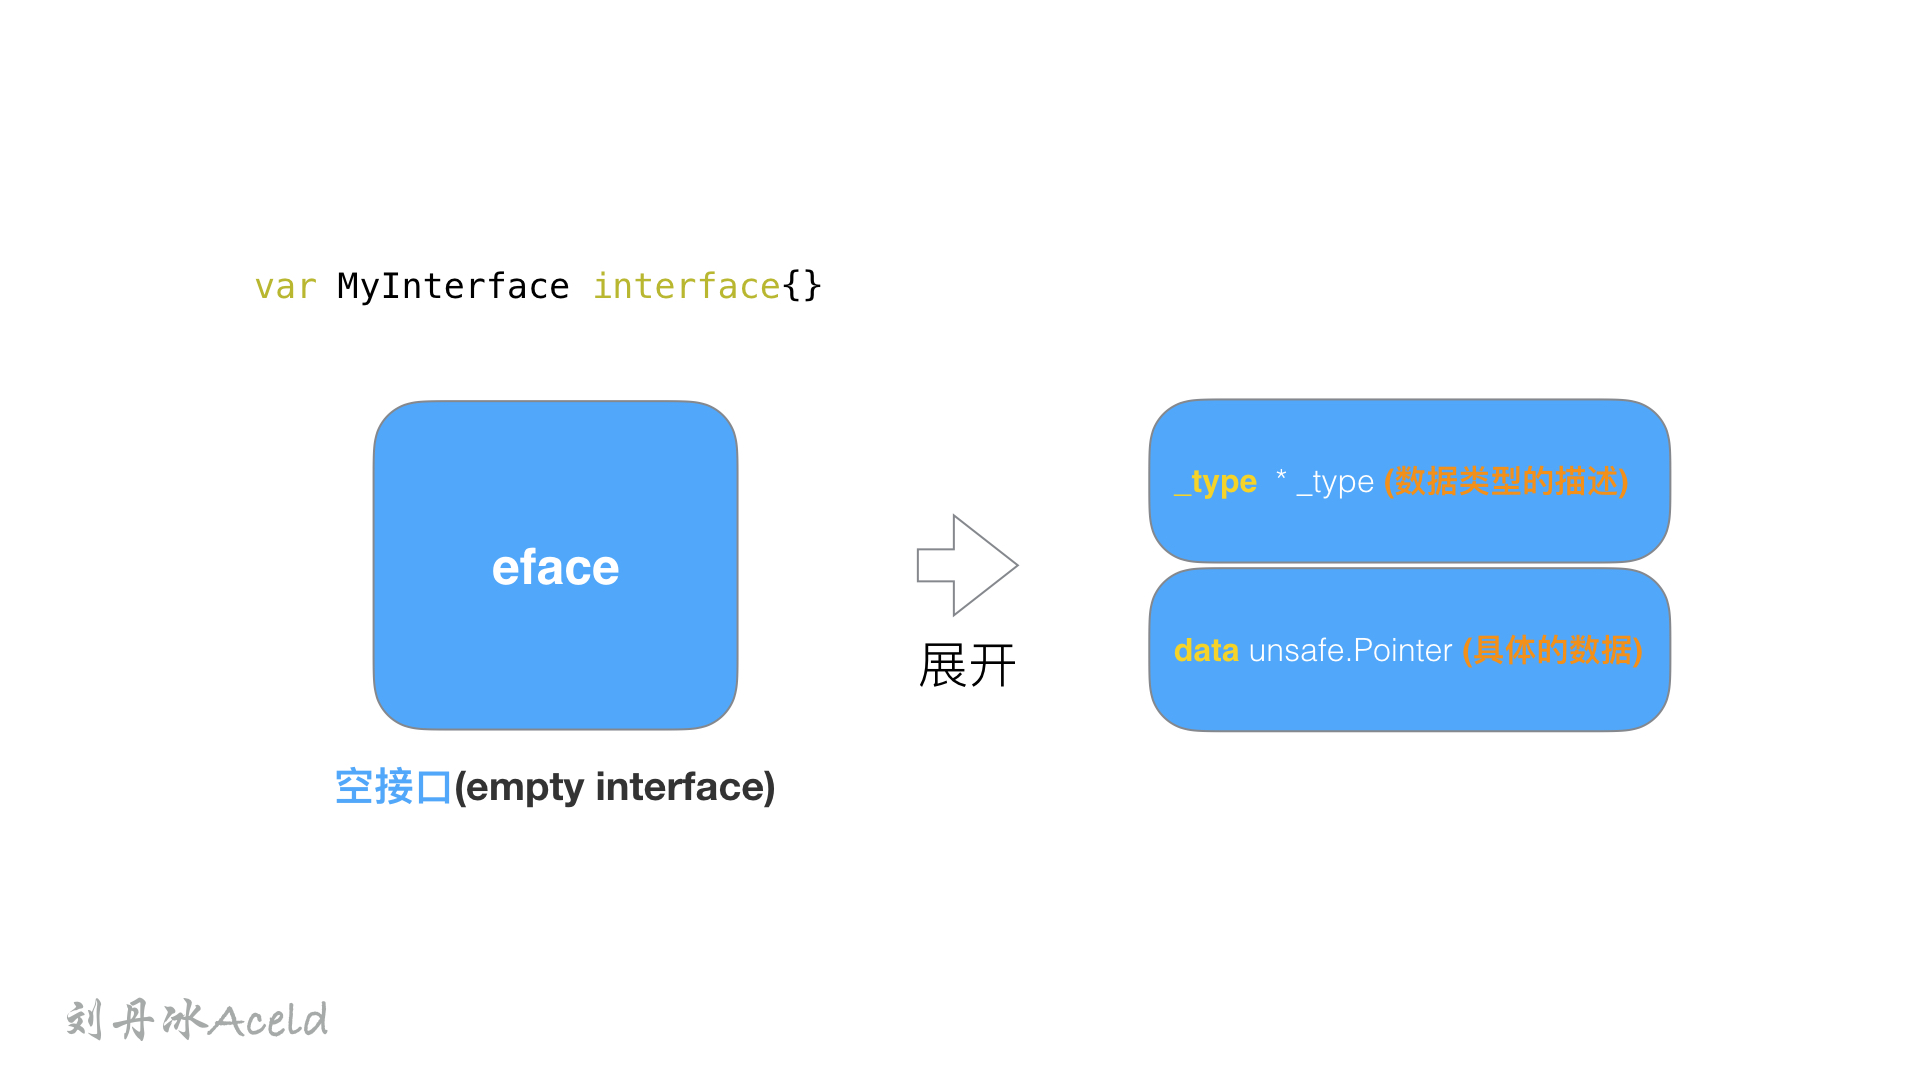 var MyInterface interface{}
eface
空接口(empty interface)
展开
_type * _type (数据类型的描述)
data unsafe.Pointer (具体的数据)
刘丹冰Aceld